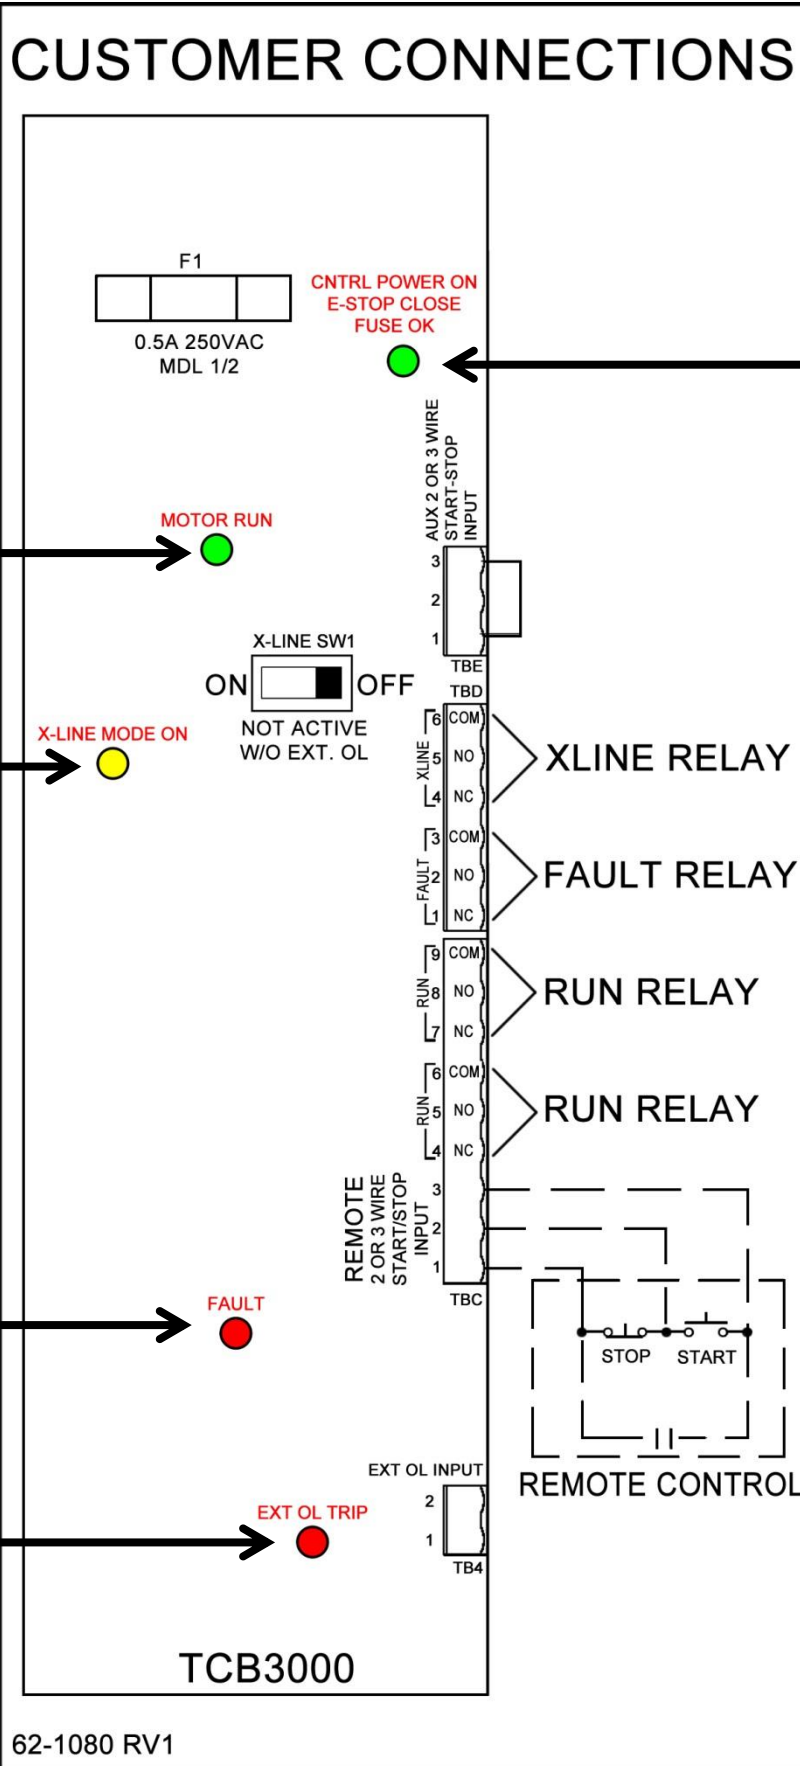 CUSTOMER CONNECTIONS
F1
0.5A 250VAC
MDL 1/2
CNTRL POWER ON
E-STOP CLOSE
FUSE OK
AUX 2 OR 3 WIRE
START-STOP
INPUT
MOTOR RUN
3
2
1
TBE
X-LINE SW1
ON
OFF
NOT ACTIVE
W/O EXT. OL
X-LINE MODE ON
TBD
XLINE
6 COM
5 NO
4 NC
XLINE RELAY
FAULT
3 COM
2 NO
1 NC
FAULT RELAY
RUN
9 COM
8 NO
7 NC
RUN RELAY
RUN
6 COM
5 NO
4 NC
RUN RELAY
REMOTE
2 OR 3 WIRE
START/STOP
INPUT
3
2
1
TBC
FAULT
STOP
START
REMOTE CONTROL
EXT OL INPUT
2
1
TB4
EXT OL TRIP
TCB3000
62-1080 RV1